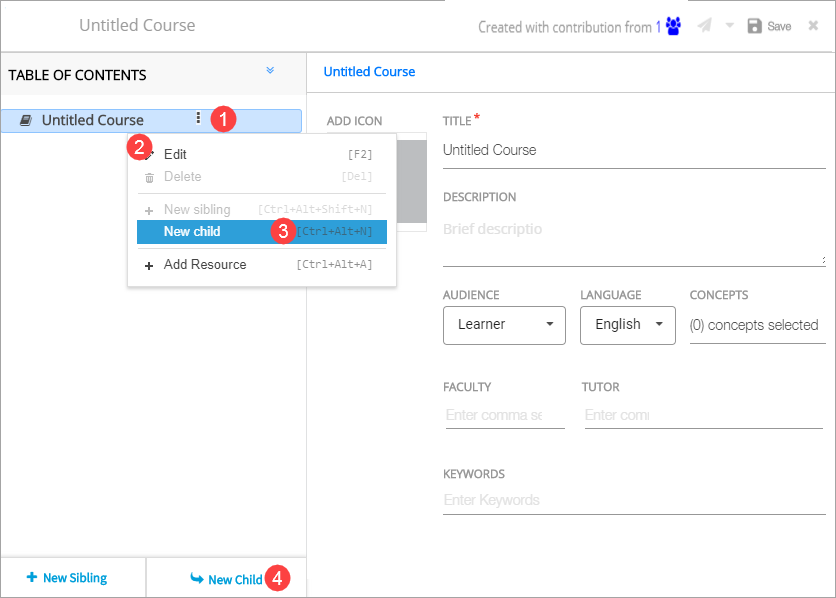 Untitled Course
Created with contribution from 1
Save
TABLE OF CONTENTS
Untitled Course
1
2
Edit [F2]
Delete [Del]
New sibling [Ctrl+Alt+Shift+N]
New child 3 [Ctrl+Alt+N]
Add Resource [Ctrl+Alt+A]
New Sibling
New Child
4
Untitled Course
ADD ICON
TITLE*
Untitled Course
DESCRIPTION
Brief descriptio
AUDIENCE LANGUAGE CONCEPTS
Learner English (0) concepts selected
FACULTY TUTOR
Enter comma se Enter com
KEYWORDS
Enter Keywords